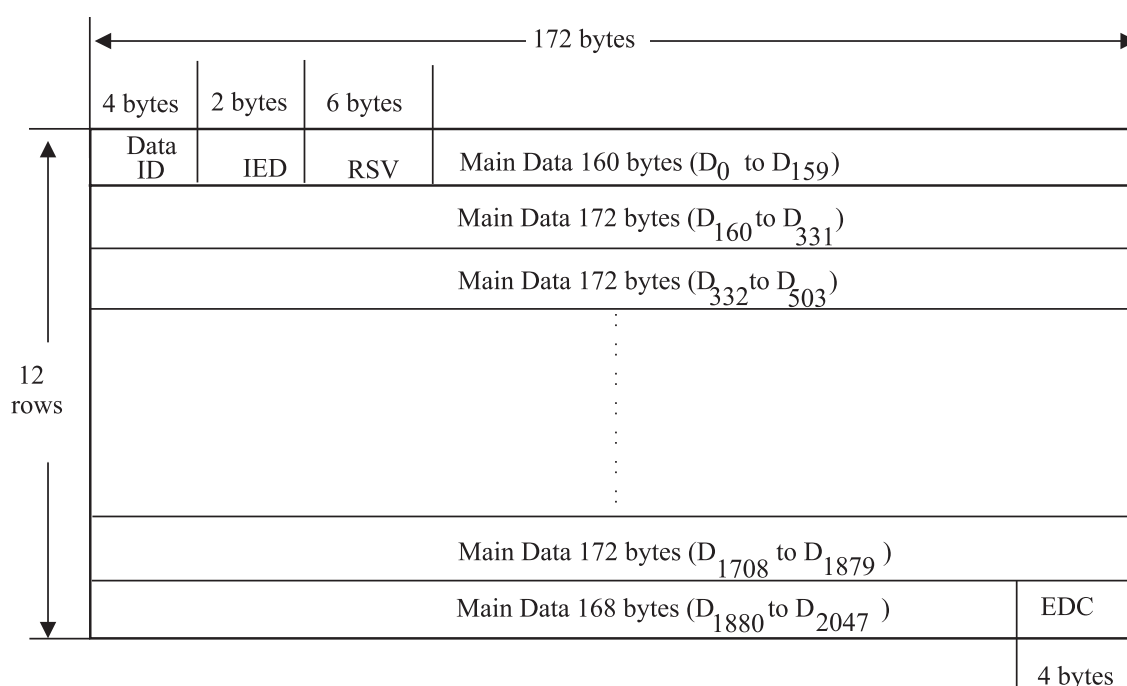 172 bytes
4 bytes 2 bytes 6 bytes
Data ID IED RSV Main Data 160 bytes (D0 to D159)
Main Data 172 bytes (D160 to D331)
Main Data 172 bytes (D332 to D503)
12
rows
Main Data 172 bytes (D1708 to D1879)
Main Data 168 bytes (D1880 to D2047) EDC
4 bytes